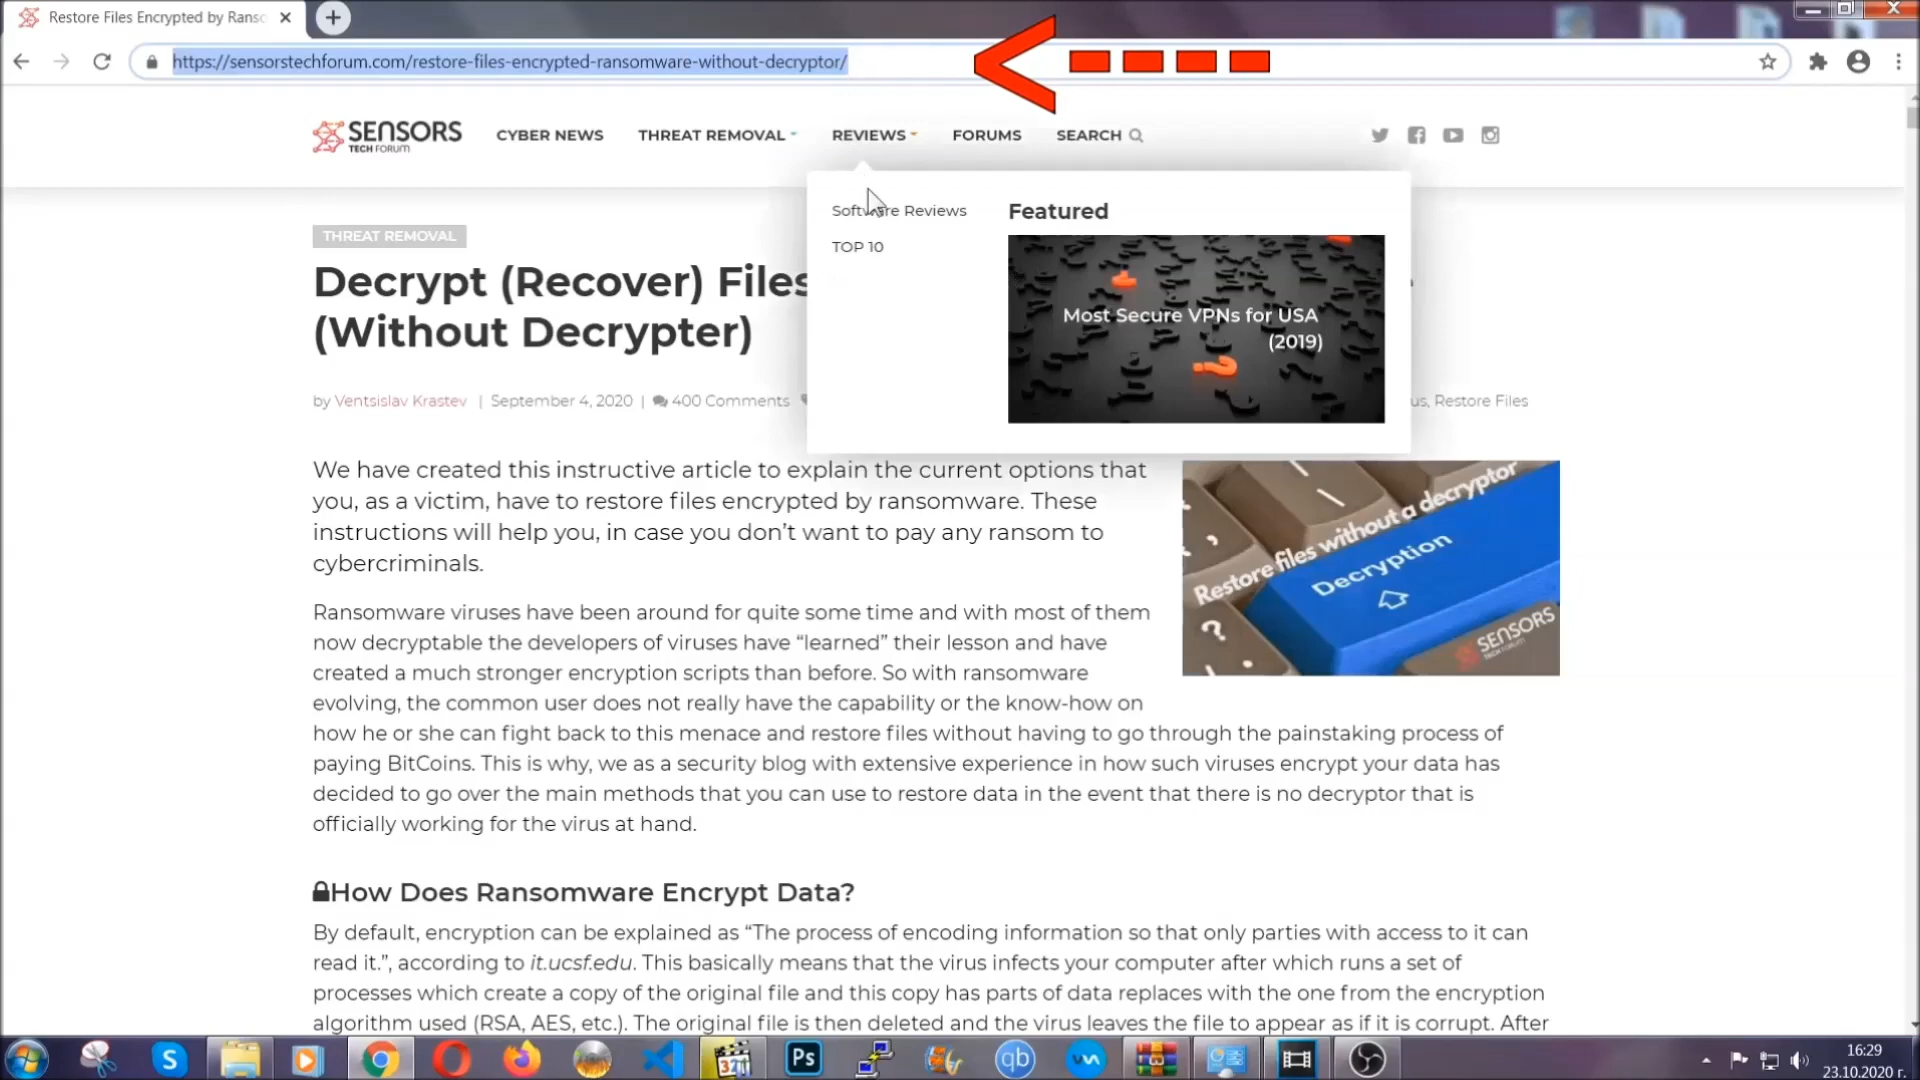 Restore Files Encrypted by Ranso
https://sensorstechforum.com/restore-files-encrypted-ransomware-without-decryptor/
SENSORS
TECH FORUM
CYBER NEWS THREAT REMOVAL REVIEWS FORUMS SEARCH
Software Reviews
TOP 10
Featured
Most Secure VPNs for USA
(2019)
THREAT REMOVAL
Decrypt (Recover) Files
(Without Decrypter)
by Ventsislav Krastev | September 4, 2020 | 400 Comments
us, Restore Files
We have created this instructive article to explain the current options that
you, as a victim, have to restore files encrypted by ransomware. These
instructions will help you, in case you don’t want to pay any ransom to
cybercriminals.
Restore files without a decryptor
Decryption
SENSORS
TECH FORUM
Ransomware viruses have been around for quite some time and with most of them
now decryptable the developers of viruses have “learned” their lesson and have
created a much stronger encryption scripts than before. So with ransomware
evolving, the common user does not really have the capability or the know-how on
how he or she can fight back to this menace and restore files without having to go through the painstaking process of
paying BitCoins. This is why, we as a security blog with extensive experience in how such viruses encrypt your data has
decided to go over the main methods that you can use to restore data in the event that there is no decryptor that is
officially working for the virus at hand.
How Does Ransomware Encrypt Data?
By default, encryption can be explained as “The process of encoding information so that only parties with access to it can
read it.”, according to it.ucsf.edu. This basically means that the virus infects your computer after which runs a set of
processes which create a copy of the original file and this copy has parts of data replaces with the one from the encryption
algorithm used (RSA, AES, etc.). The original file is then deleted and the virus leaves the file to appear as if it is corrupt. After
S
321
Ps
qb
16:29
23.10.2020 г.